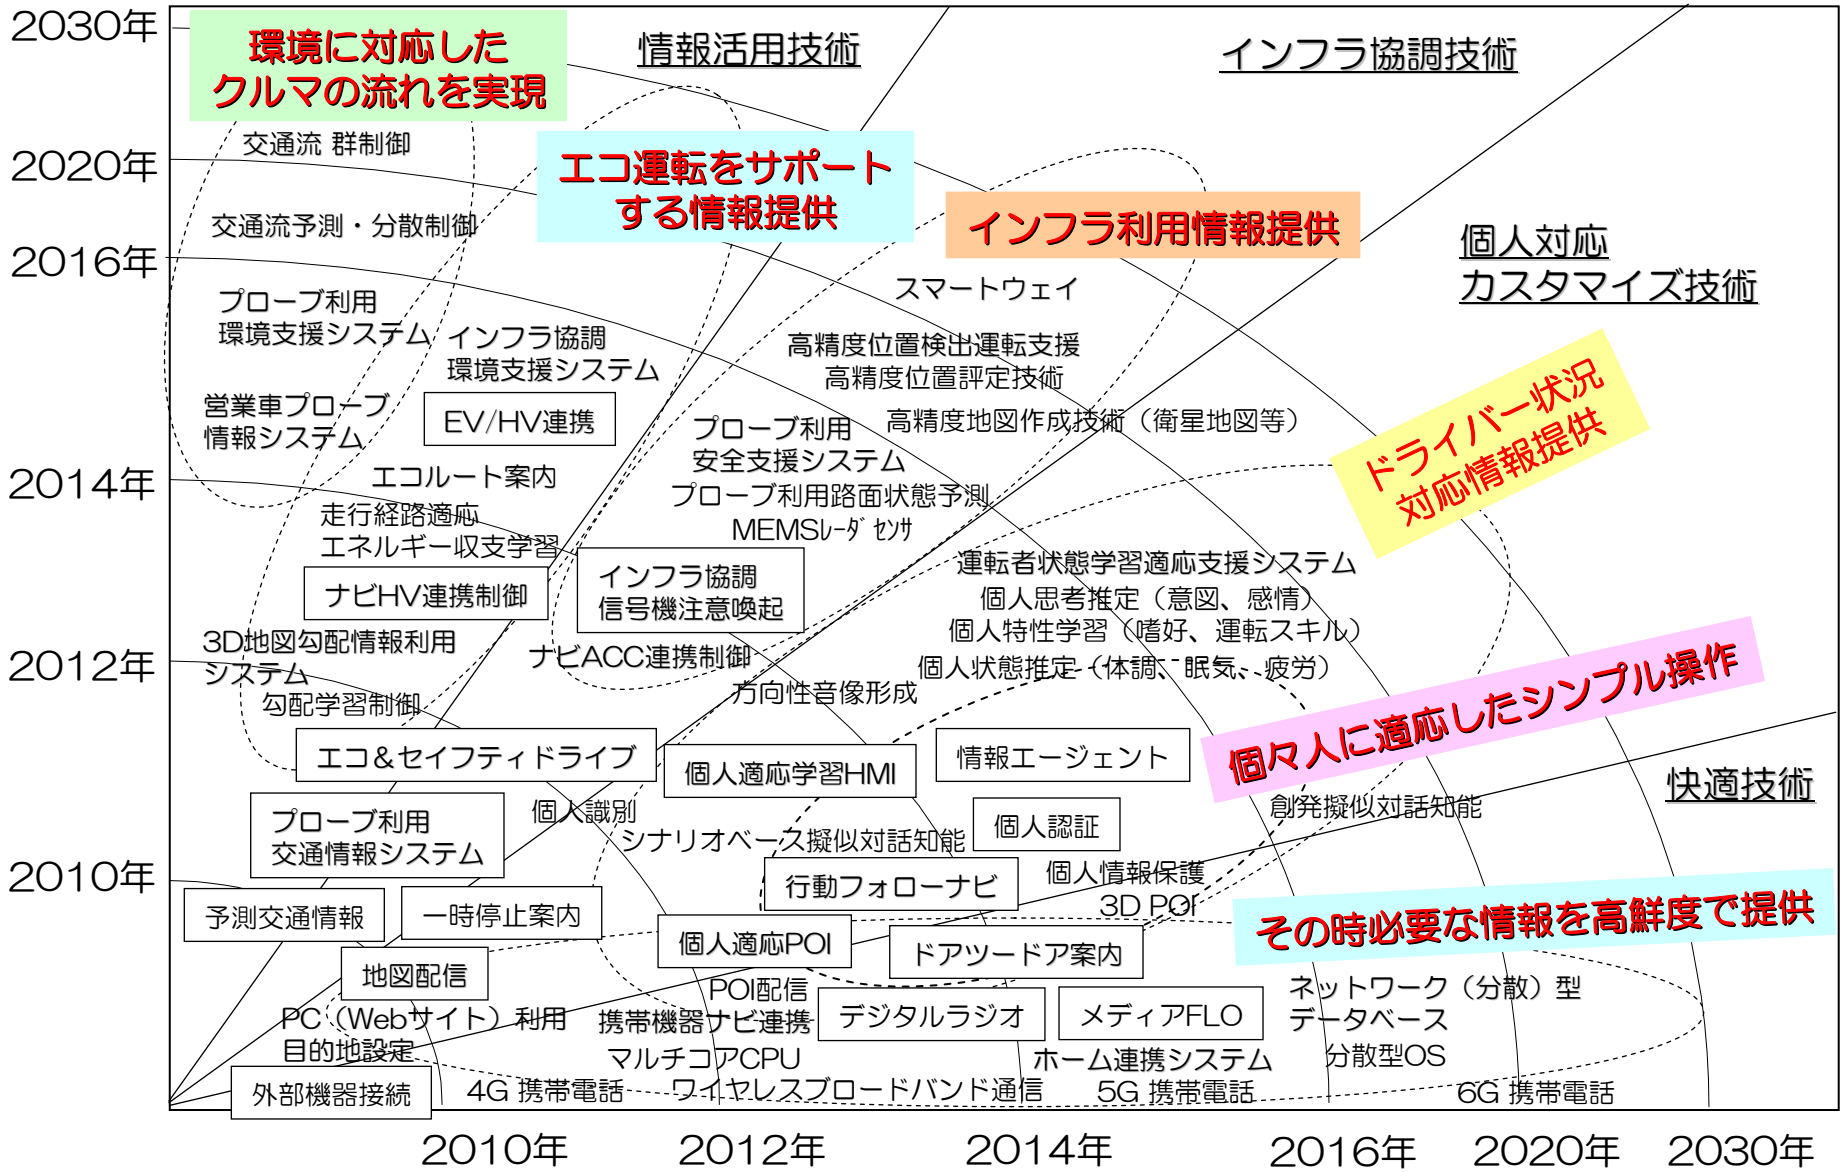 2030年
環境に対応した
クルマの流れを実現
情報活用技術
インフラ協調技術
交通流 群制御
2020年
エコ運転をサポート
する情報提供
インフラ利用情報提供
交通流予測・分散制御
2016年
個人対応
カスタマイズ技術
スマートウェイ
プローブ利用
環境支援システム
インフラ協調
環境支援システム
高精度位置検出運転支援
高精度位置評定技術
営業車プローブ
情報システム
EV/HV連携
プローブ利用
安全支援システム
高精度地図作成技術（衛星地図等）
ドライバー状況
対応情報提供
2014年
エコルート案内
プローブ利用路面状態予測
MEMSﾚｰﾀﾞｾﾝｻ
走行経路適応
エネルギー収支学習
ナビHV連携制御
インフラ協調
信号機注意喚起
運転者状態学習適応支援システム
個人思考推定（意図、感情）
個人特性学習（嗜好、運転スキル）
個人状態推定（体調、眠気、疲労）
2012年
3D地図勾配情報利用
システム
勾配学習制御
ナビACC連携制御
方向性音像形成
個々人に適応したシンプル操作
エコ＆セイフティドライブ
個人適応学習HMI
情報エージェント
快適技術
プローブ利用
交通情報システム
個人識別
シナリオベース擬似対話知能
個人認証
創発擬似対話知能
2010年
予測交通情報
一時停止案内
行動フォローナビ
個人情報保護
3D POI
その時必要な情報を高鮮度で提供
個人適応POI
ドアツードア案内
地図配信
PC（Webサイト）利用
目的地設定
POI配信
携帯機器ナビ連携
デジタルラジオ
メディアFLO
ネットワーク（分散）型
データベース
マルチコアCPU
ホーム連携システム
分散型OS
外部機器接続
4G 携帯電話
ワイヤレスブロードバンド通信
5G 携帯電話
6G 携帯電話
2010年
2012年
2014年
2016年
2020年
2030年